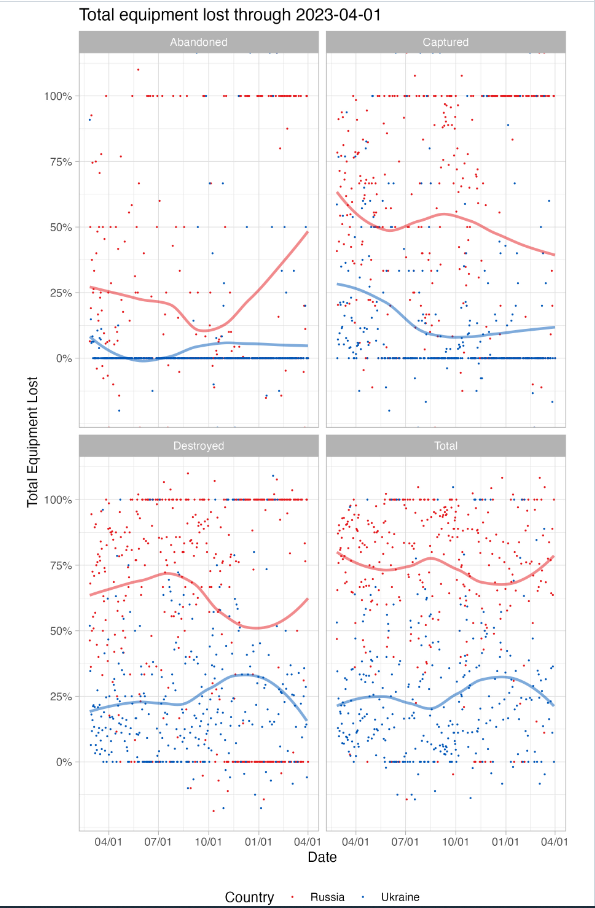 Total equipment lost through 2023-04-01
Abandoned
Captured
100%
75%
50%
25%
0%
Total Equipment Lost
Destroyed
Total
100%
75%
50%
25%
0%
04/01 07/01 10/01 01/01 04/01 04/01 07/01 10/01 01/01 04/01
Date
Country Russia Ukraine